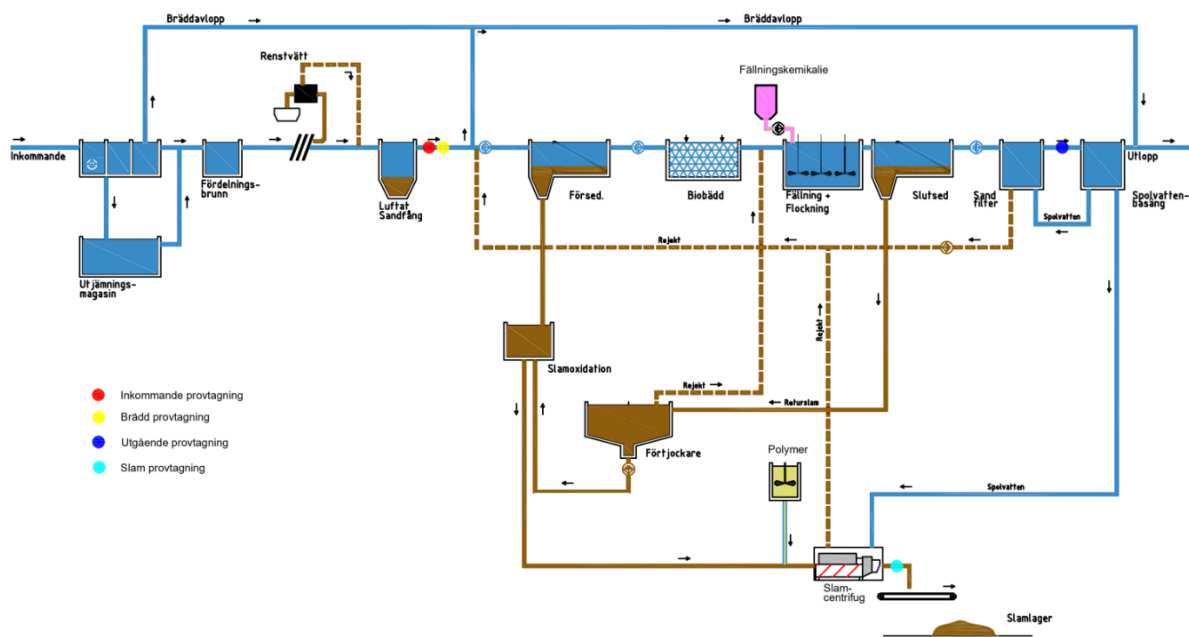 Bräddavlopp
Bräddavlopp
Renstvätt
Fällningskemikalie
Inkommande
Fördelnings-
brunn
Luftat
Sandfång
Försed.
Biobädd
Fällning +
Flockning
Slutsed
Sand
filter
Utlopp
Spolvatten-
basäng
Spolvatten
Rejekt
Utjämnings-
magasin
Rejekt
Slamoxidation
Rejekt
Returslam
Förtjockare
Inkommande provtagning
Brädd provtagning
Utgående provtagning
Slam provtagning
Polymer
Spolvatten
Slam-
centrifug
Slamlager